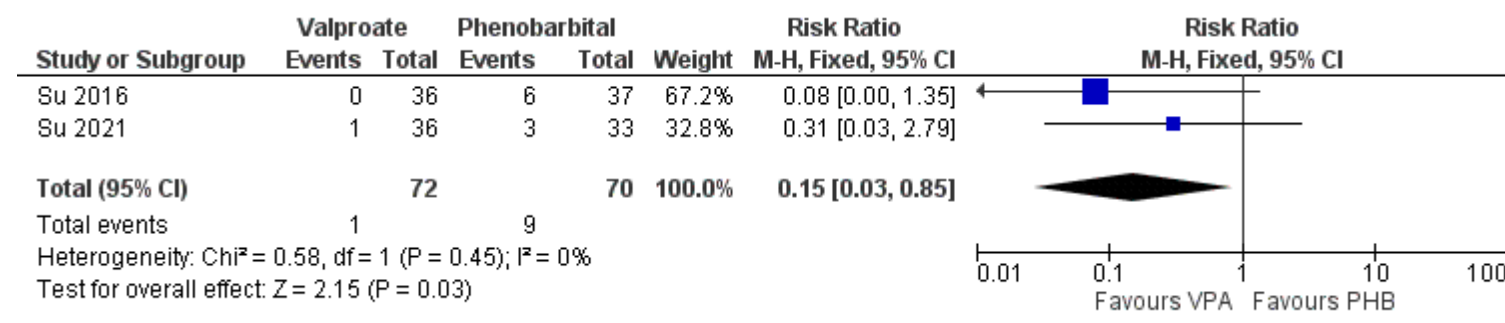 Valproate Phenobarbital Risk Ratio Risk Ratio
Study or Subgroup Events Total Events Total Weight M-H, Fixed, 95% CI M-H, Fixed, 95% CI
Su 2016 0 36 6 37 67.2% 0.08 [0.00, 1.35]
Su 2021 1 36 3 33 32.8% 0.31 [0.03, 2.79]
Total (95% CI) 72 70 100.0% 0.15 [0.03, 0.85]
Total events 1 9
Heterogeneity: Chi² = 0.58, df = 1 (P = 0.45); I² = 0%
Test for overall effect: Z = 2.15 (P = 0.03)
0.01 0.1 1 10 100
Favours VPA Favours PHB